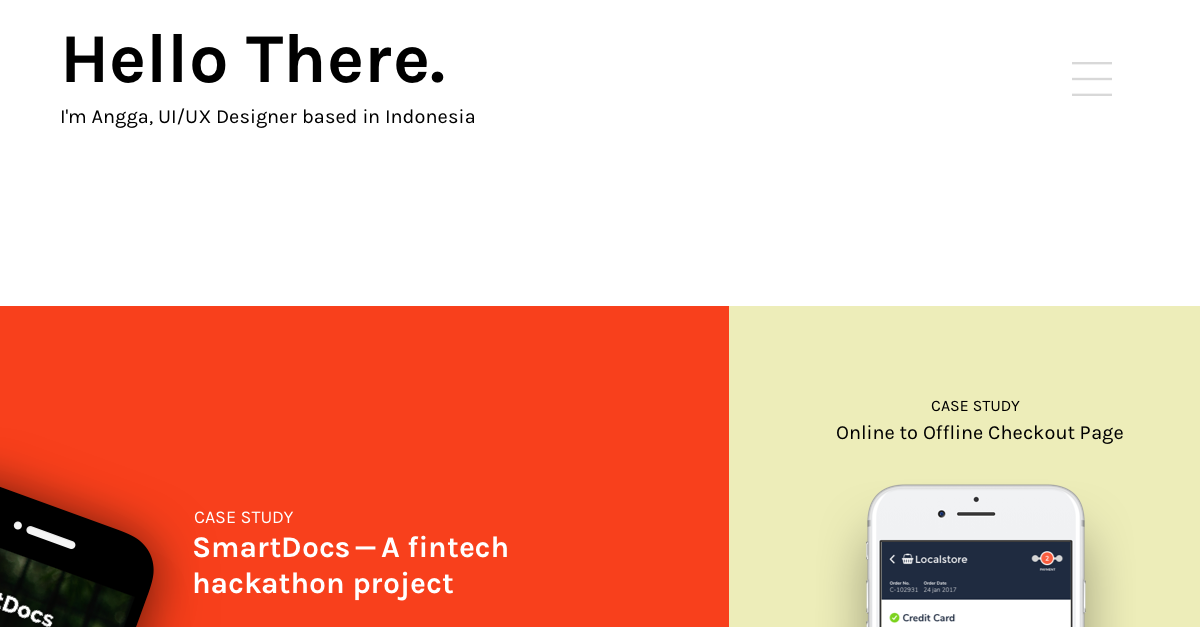 Hello There.
I'm Angga, UI/UX Designer based in Indonesia
CASE STUDY
SmartDocs — A fintech
hackathon project
tDocs
CASE STUDY
Online to Offline Checkout Page
Localstore
2
PAYMENT
Order No.
Order Date
C-102931
24 jan 2017
Credit Card